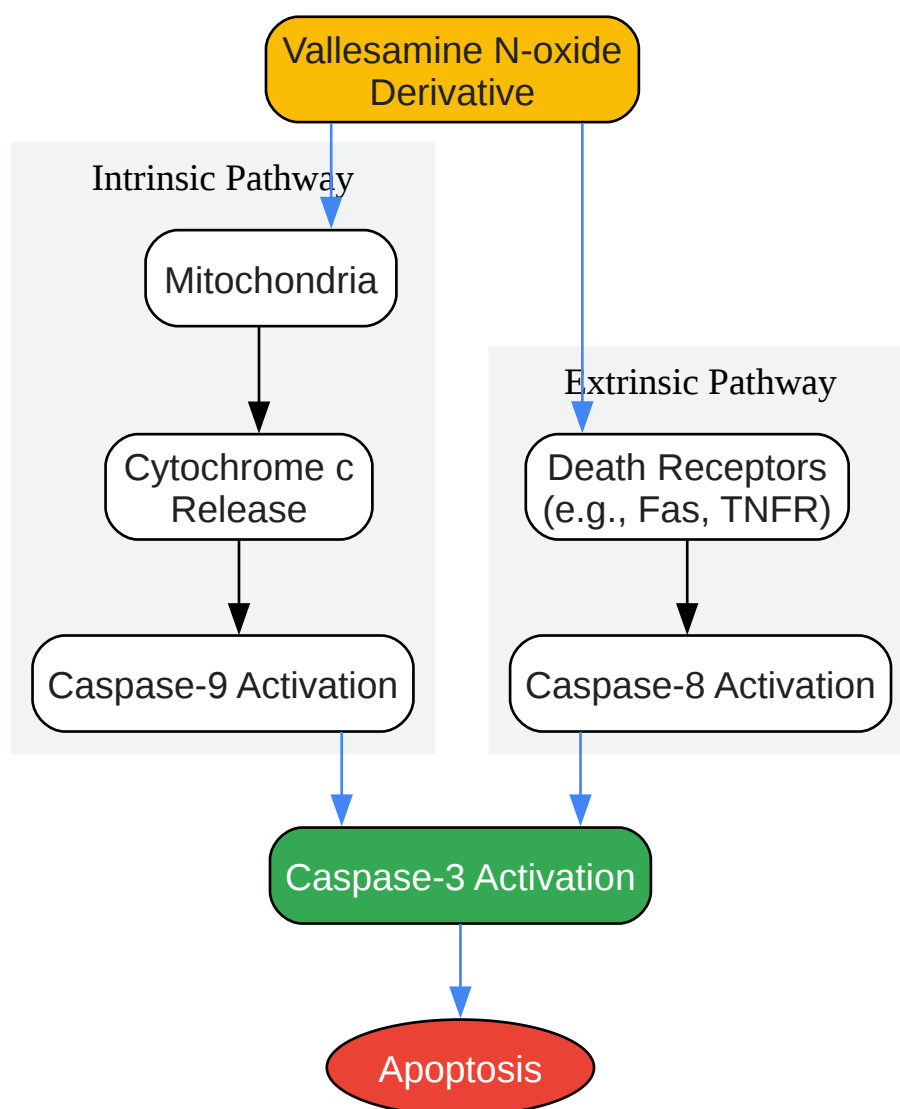 Vallesamine N-oxide
Derivative
Intrinsic Pathway
Mitochondria
Cytochrome c
Release
Caspase-9 Activation
Extrinsic Pathway
Death Receptors
(e.g., Fas, TNFR)
Caspase-8 Activation
Caspase-3 Activation
Apoptosis